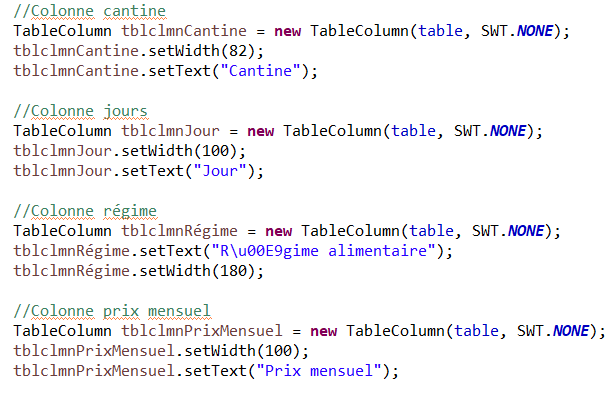 //Colonne cantine
TableColumn tblclmnCantine = new TableColumn(table, SWT.NONE);
tblclmnCantine.setWidth(82);
tblclmnCantine.setText("Cantine");

//Colonne jours
TableColumn tblclmnJour = new TableColumn(table, SWT.NONE);
tblclmnJour.setWidth(100);
tblclmnJour.setText("Jour");

//Colonne régime
TableColumn tblclmnRégime = new TableColumn(table, SWT.NONE);
tblclmnRégime.setText("R\u00E9gime alimentaire");
tblclmnRégime.setWidth(180);

//Colonne prix mensuel
TableColumn tblclmnPrixMensuel = new TableColumn(table, SWT.NONE);
tblclmnPrixMensuel.setWidth(100);
tblclmnPrixMensuel.setText("Prix mensuel");